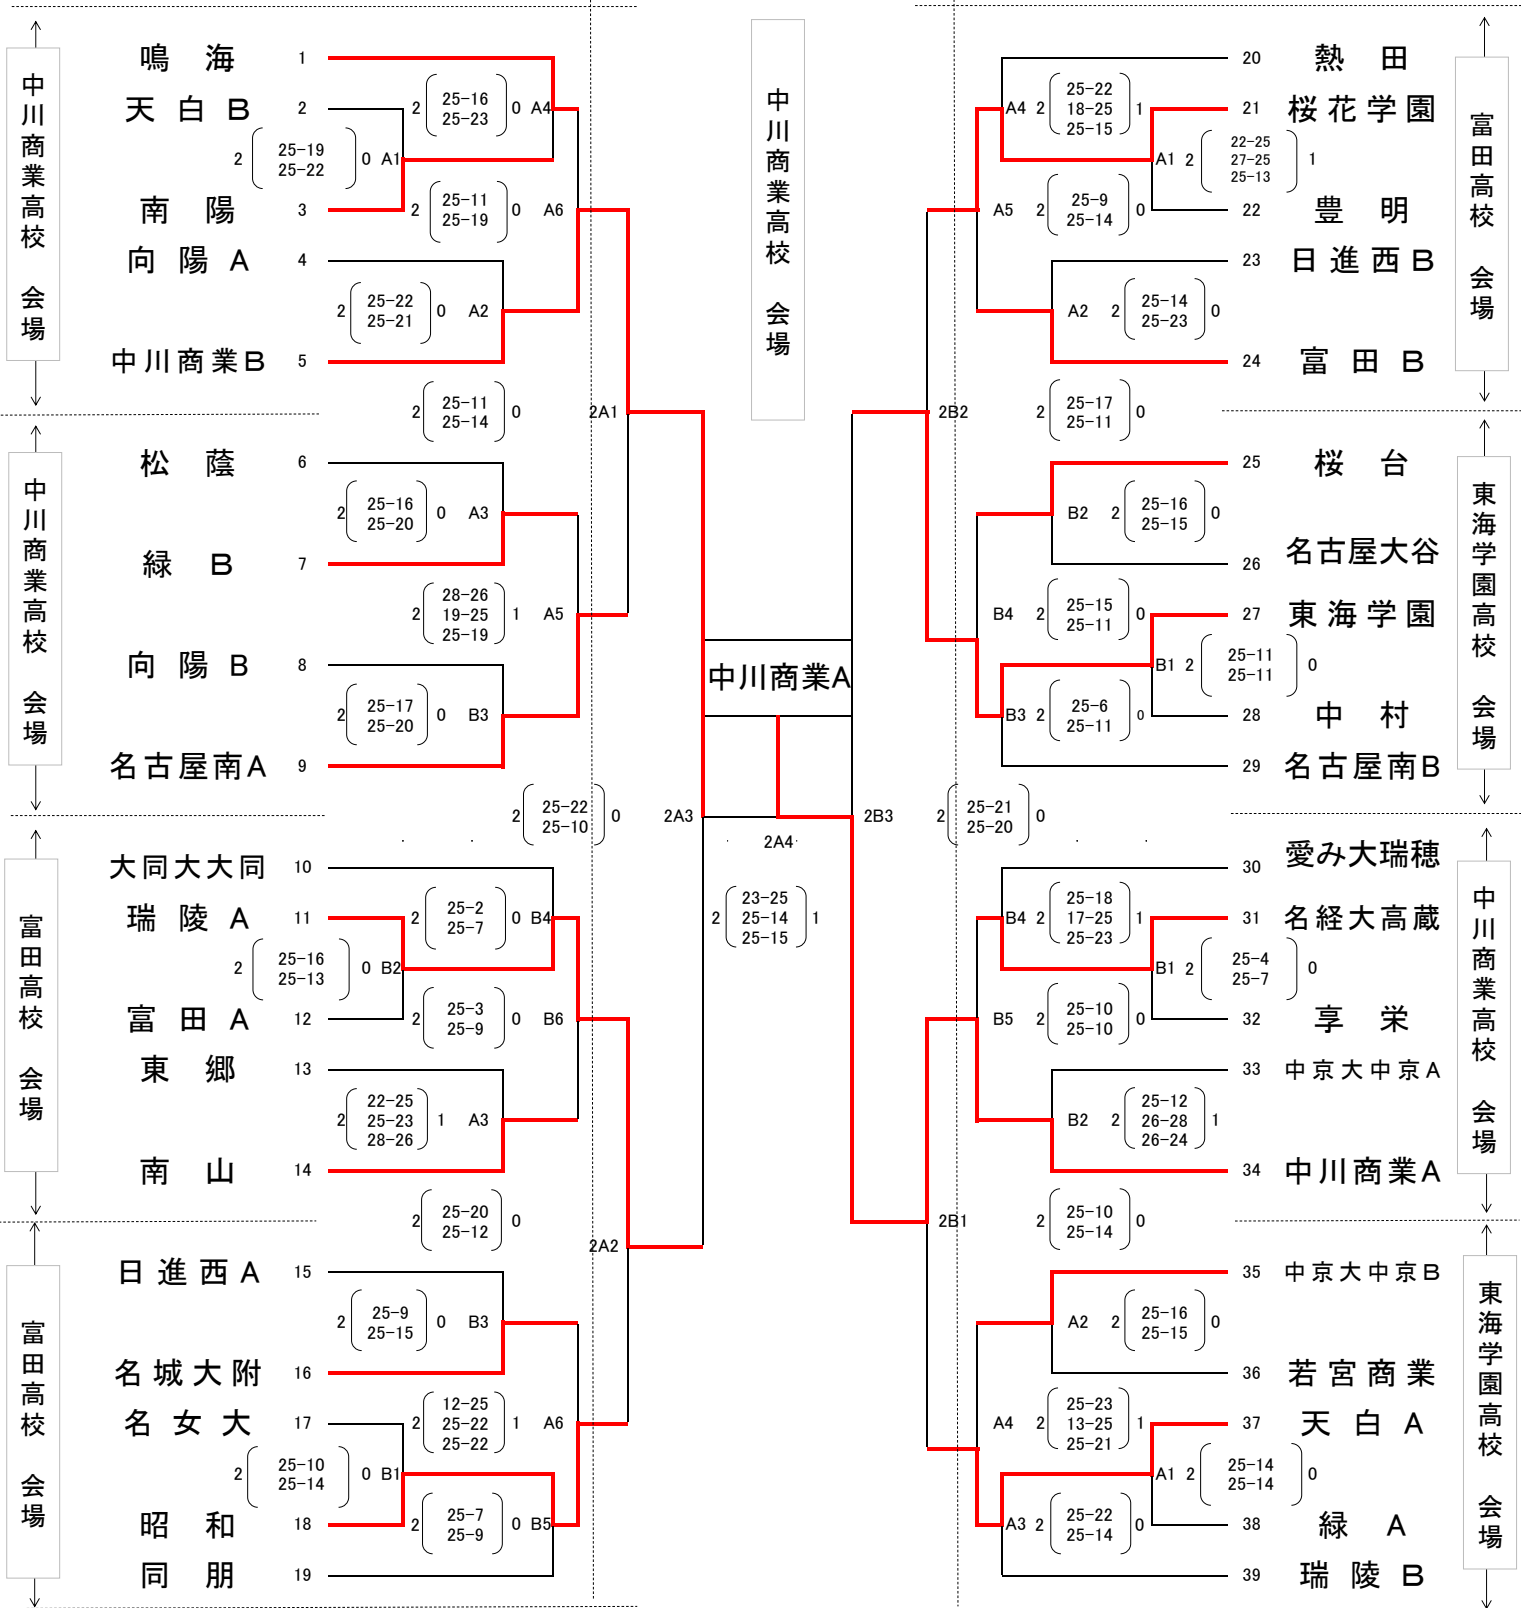 中川商業高校　会場
鳴海 1
天白B 2
南陽 3
向陽A 4
中川商業B 5
2 25-16 25-23 0 A4
2 25-19 25-22 0 A1
2 25-11 25-19 0 A6
2 25-22 25-21 0 A2
2 25-11 25-14 0 2A1
中川商業高校　会場
松蔭 6
緑B 7
向陽B 8
名古屋南A 9
2 25-16 25-20 0 A3
2 28-26 19-25 25-19 1 A5
2 25-17 25-20 0 B3
2 25-22 25-10 0 2A3
富田高校　会場
大同大大同 10
瑞陵A 11
富田A 12
東郷 13
南山 14
2 25-2 25-7 0 B4
2 25-16 25-13 0 B2
2 25-3 25-9 0 B6
2 22-25 25-23 28-26 1 A3
2 25-20 25-12 0 2A2
富田高校　会場
日進西A 15
名城大附 16
名女大 17
昭和 18
同朋 19
2 25-9 25-15 0 B3
2 12-25 25-22 25-22 1 A6
2 25-10 25-14 0 B1
2 25-7 25-9 0 B5
中川商業高校　会場
中川商業A
2A4
2 23-25 25-14 25-15 1
富田高校　会場
20 熱田
21 桜花学園
22 豊明
23 日進西B
24 富田B
A4 2 25-22 18-25 25-15 1
A1 2 22-25 27-25 25-13 1
A5 2 25-9 25-14 0
A2 2 25-14 25-23 0
2B2 2 25-17 25-11 0
東海学園高校　会場
25 桜台
26 名古屋大谷
27 東海学園
28 中村
29 名古屋南B
B2 2 25-16 25-15 0
B4 2 25-15 25-11 0
B1 2 25-11 25-11 0
B3 2 25-6 25-11 0
2B3 2 25-21 25-20 0
中川商業高校　会場
30 愛み大瑞穂
31 名経大高蔵
32 享栄
33 中京大中京A
34 中川商業A
B4 2 25-18 17-25 25-23 1
B1 2 25-4 25-7 0
B5 2 25-10 25-10 0
B2 2 25-12 26-28 26-24 1
2B1 2 25-10 25-14 0
東海学園高校　会場
35 中京大中京B
36 若宮商業
37 天白A
38 緑A
39 瑞陵B
A2 2 25-16 25-15 0
A4 2 25-23 13-25 25-21 1
A1 2 25-14 25-14 0
A3 2 25-22 25-14 0